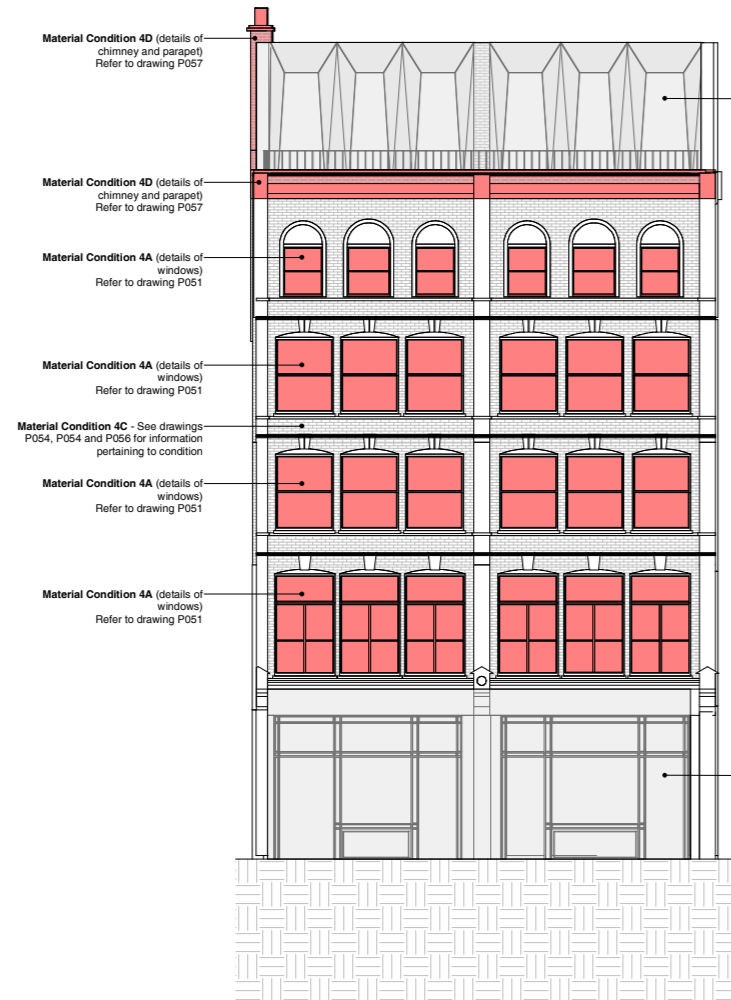 Material Condition 4D (details of
chimney and parapet)
Refer to drawing P057
Material Condition 4D (details of
chimney and parapet)
Refer to drawing P057
Material Condition 4A (details of
windows)
Refer to drawing P051
Material Condition 4A (details of
windows)
Refer to drawing P051
Material Condition 4C - See drawings
P054, P054 and P056 for information
pertaining to condition
Material Condition 4A (details of
windows)
Refer to drawing P051
Material Condition 4A (details of
windows)
Refer to drawing P051